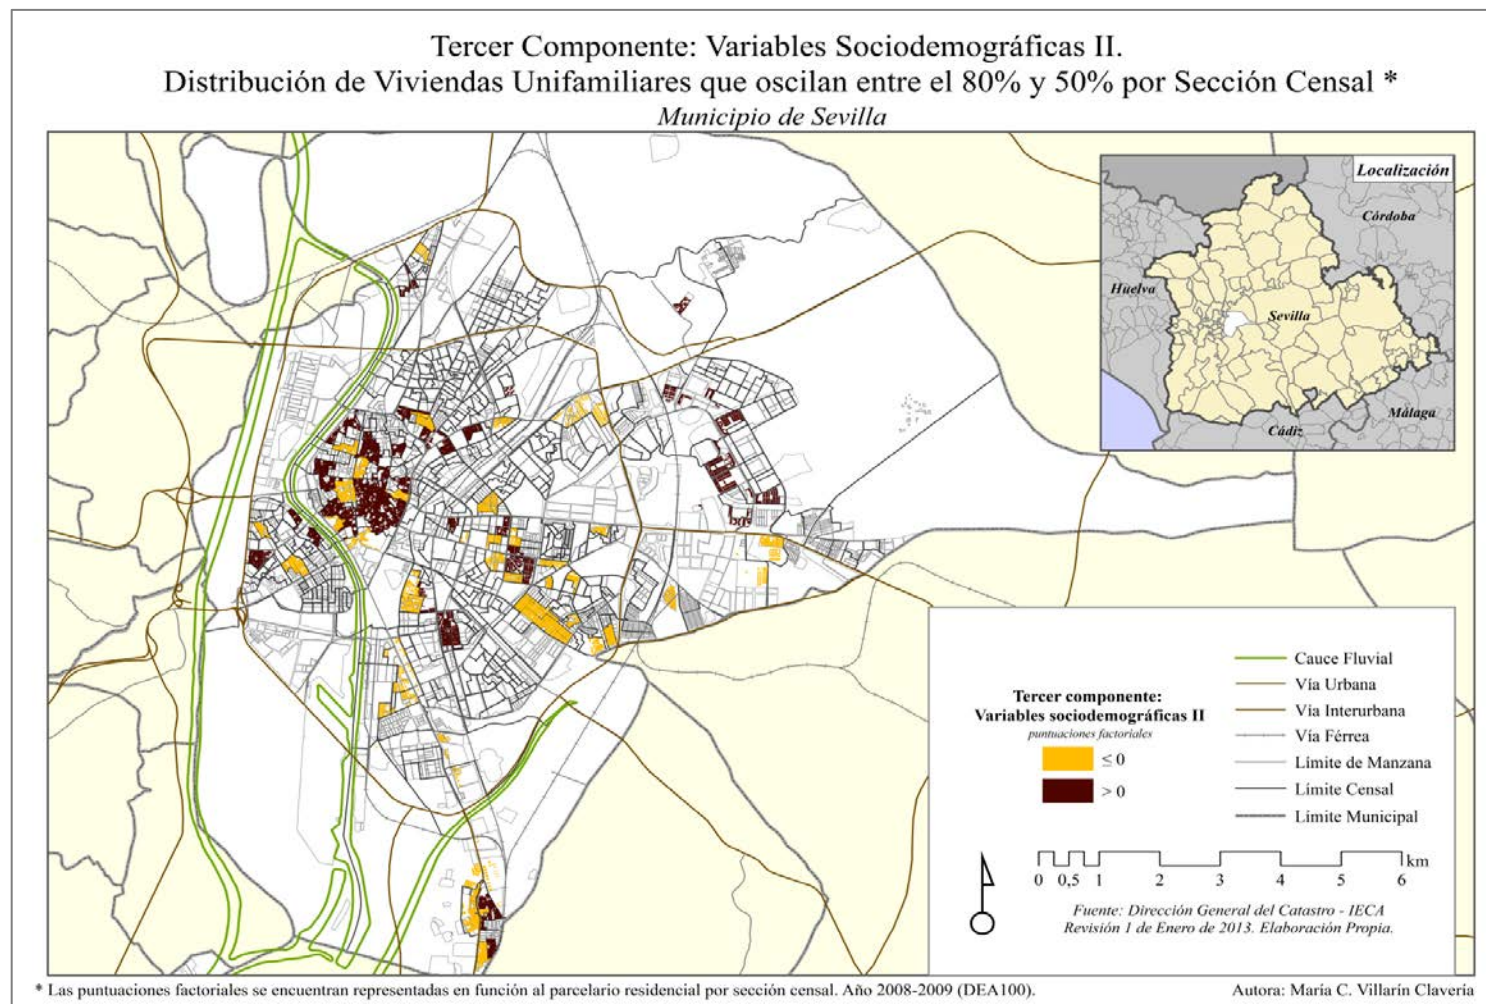 Tercer Componente: Variables Sociodemográficas II.
Distribución de Viviendas Unifamiliares que oscilan entre el 80% y 50% por Sección Censal *
Municipio de Sevilla
Localización
Córdoba
Huelva
Sevilla
Málaga
Cádiz
Tercer componente:
Variables sociodemográficas II
puntuaciones factoriales
≤ 0
> 0
Cauce Fluvial
Vía Urbana
Vía Interurbana
Vía Férrea
Límite de Manzana
Límite Censal
Límite Municipal
km
0 0,5 1 2 3 4 5 6
Fuente: Dirección General del Catastro - IECA
Revisión 1 de Enero de 2013. Elaboración Propia.
* Las puntuaciones factoriales se encuentran representadas en función al parcelario residencial por sección censal. Año 2008-2009 (DEA100).
Autora: María C. Villarín Clavería